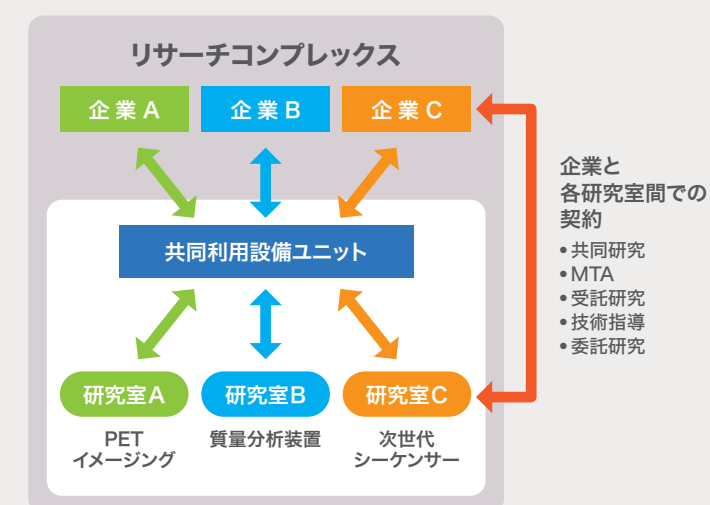 リサーチコンプレックス
企業A
企業B
企業C
企業と
各研究室間での
契約
•共同研究
•MTA
•受託研究
•技術指導
•委託研究
共同利用設備ユニット
研究室A
研究室B
研究室C
PET
イメージング
質量分析装置
次世代
シーケンサー